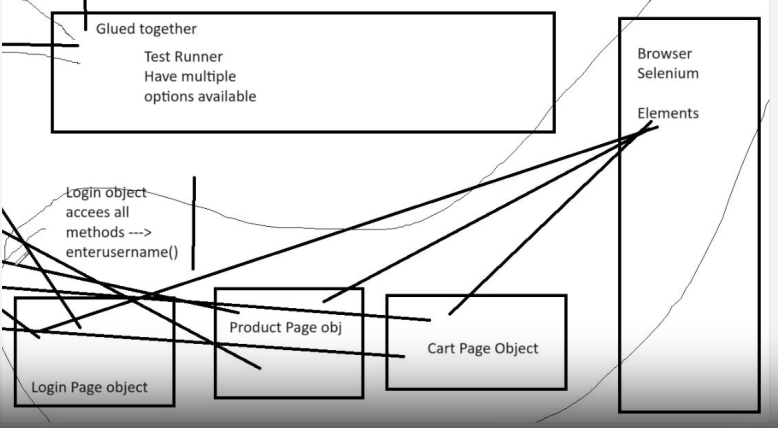 Glued together
Test Runner
Have multiple
options available
Browser
Selenium
Elements
Login object
accees all
methods --->
enterusername()
Product Page obj
Cart Page Object
Login Page object